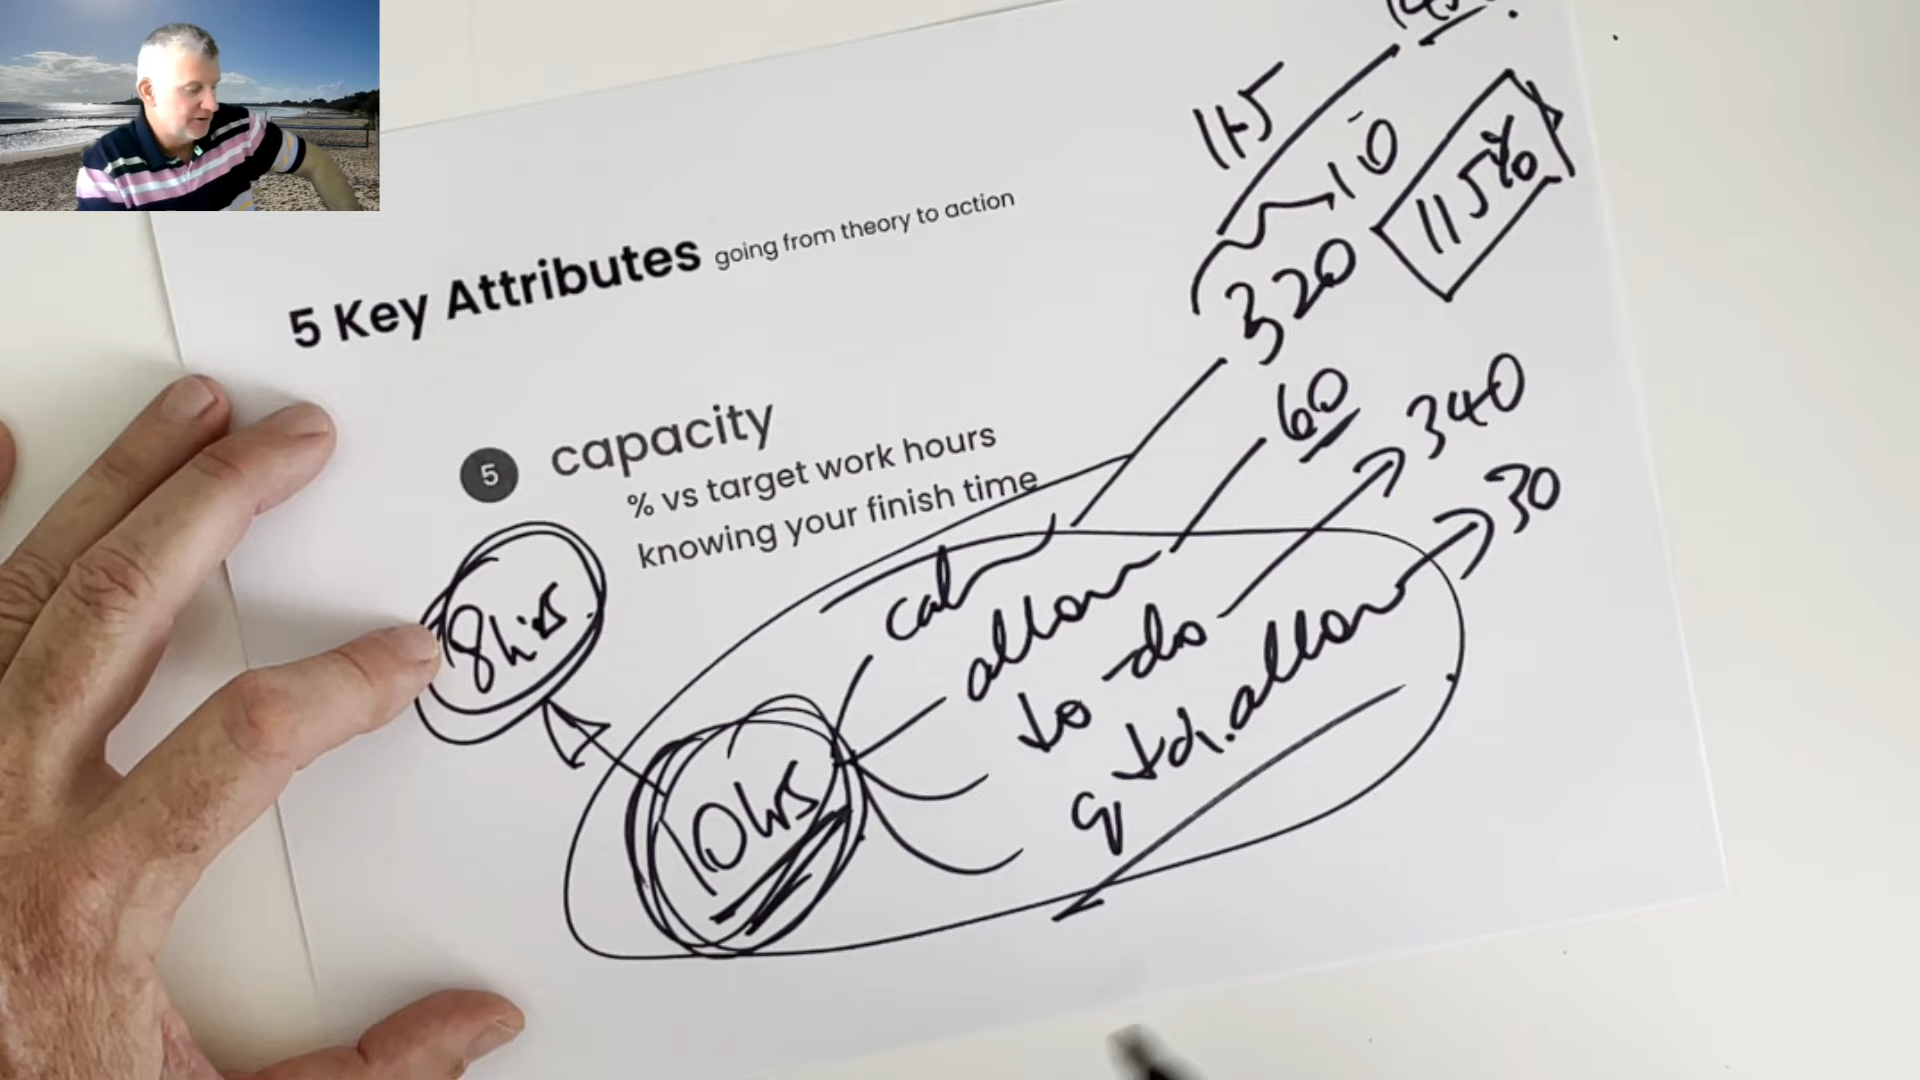 5 Key Attributes going from theory to action
5 capacity
% vs target work hours
knowing your finish time
115
10
320
115%
60
340
30
8hrs
10hrs
cal
allow
to-do
td.allow